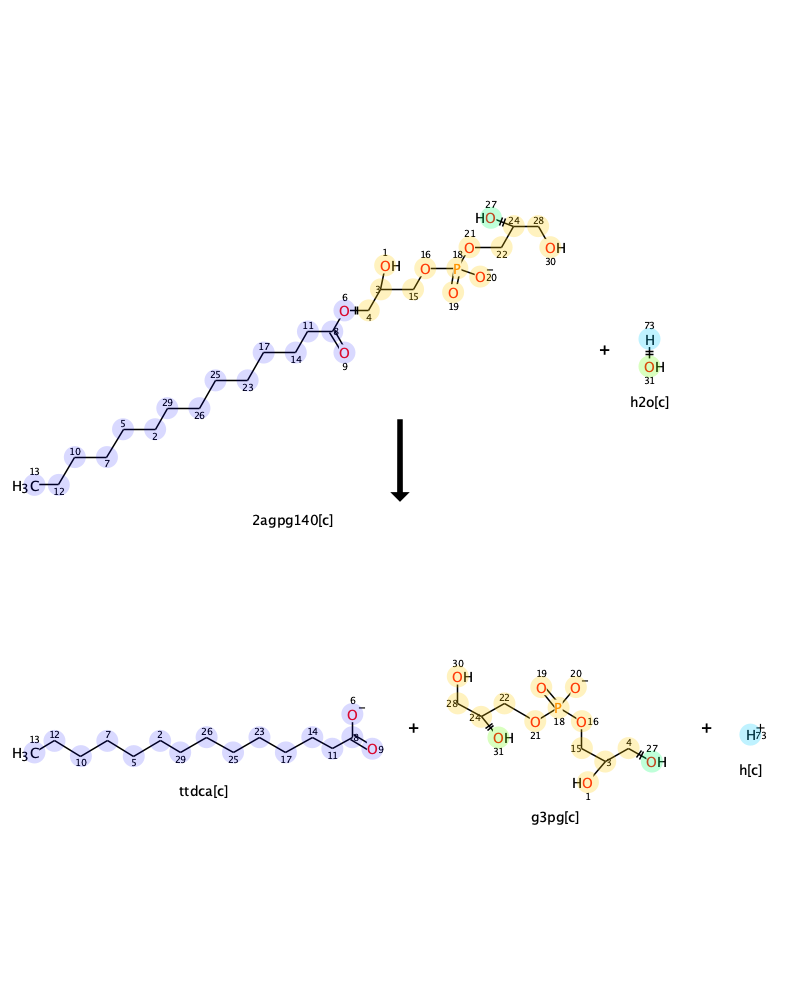 27
HO 24 28
21
1 22 OH
OH 16 18 30
O P O⁻ 20
3 15 O
6 4 19
O
11 8 73
17 O H
14 9 + OH
25 31
23 h2o[c]
29
26
5
2
10
7
13
H₃C
12
2agpg140[c]
30
OH 19 20
6 O O⁻
O⁻ 28 22
24 P
13 12 7 2 26 23 14 8 + O 18 O 16 +
H₃C O 9 OH 21 4 27 H⁺ 73
10 5 29 25 17 11 31 15 3 OH
h[c]
HO
ttdca[c] 1
g3pg[c]